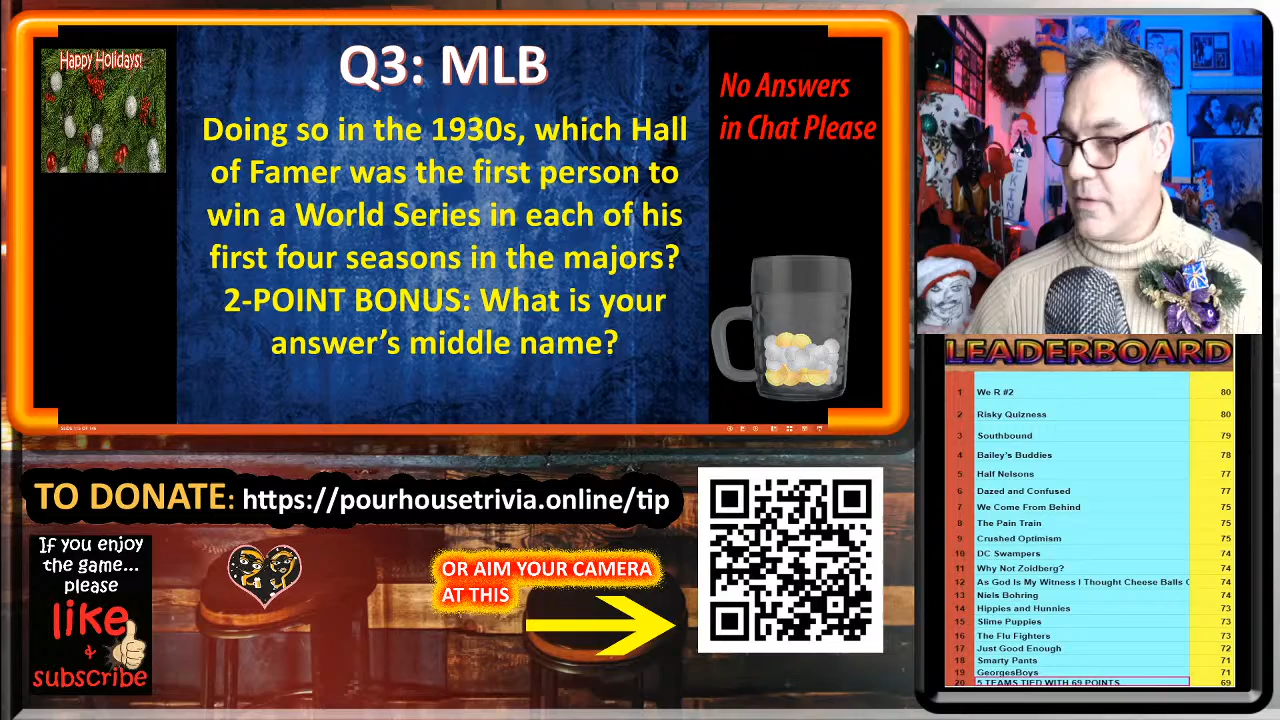 Happy Holidays!
Q3: MLB
Doing so in the 1930s, which Hall
of Famer was the first person to
win a World Series in each of his
first four seasons in the majors?
2-POINT BONUS: What is your
answer's middle name?
No Answers
in Chat Please
TO DONATE: https://pourhousetrivia.online/tip
If you enjoy
the game...
please
like
&
subscribe
OR AIM YOUR CAMERA
AT THIS
LEADERBOARD
1 We R #2 80
2 Risky Quizness 80
3 Southbound 79
4 Bailey's Buddies 78
5 Half Nelsons 77
6 Dazed and Confused 77
7 We Come From Behind 75
8 The Pain Train 75
9 Crushed Optimism 75
10 DC Swampers 74
11 Why Not Zoidberg? 74
12 As God Is My Witness I Thought Cheese Balls 74
13 Niels Bohring 74
14 Hippies and Hunnies 73
15 Slime Puppies 73
16 The Flu Fighters 73
17 Just Good Enough 72
18 Smarty Pants 71
19 GeorgesBoys 71
20 5 TEAMS TIED WITH 69 POINTS 69